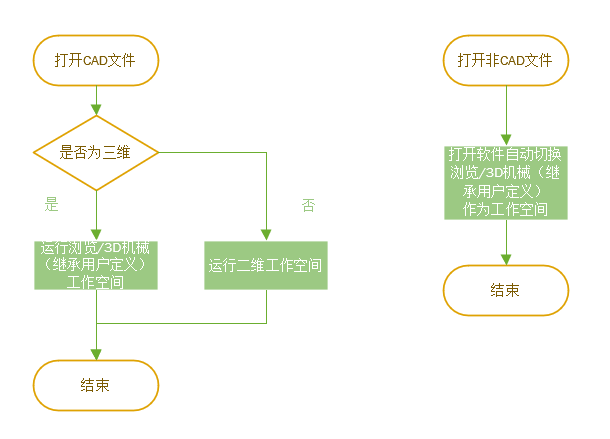 打开CAD文件
是否为三维
是
否
运行浏览/3D机械
（继承用户定义）
工作空间
运行二维工作空间
结束
打开非CAD文件
打开软件自动切换
浏览/3D机械（继
承用户定义）
作为工作空间
结束